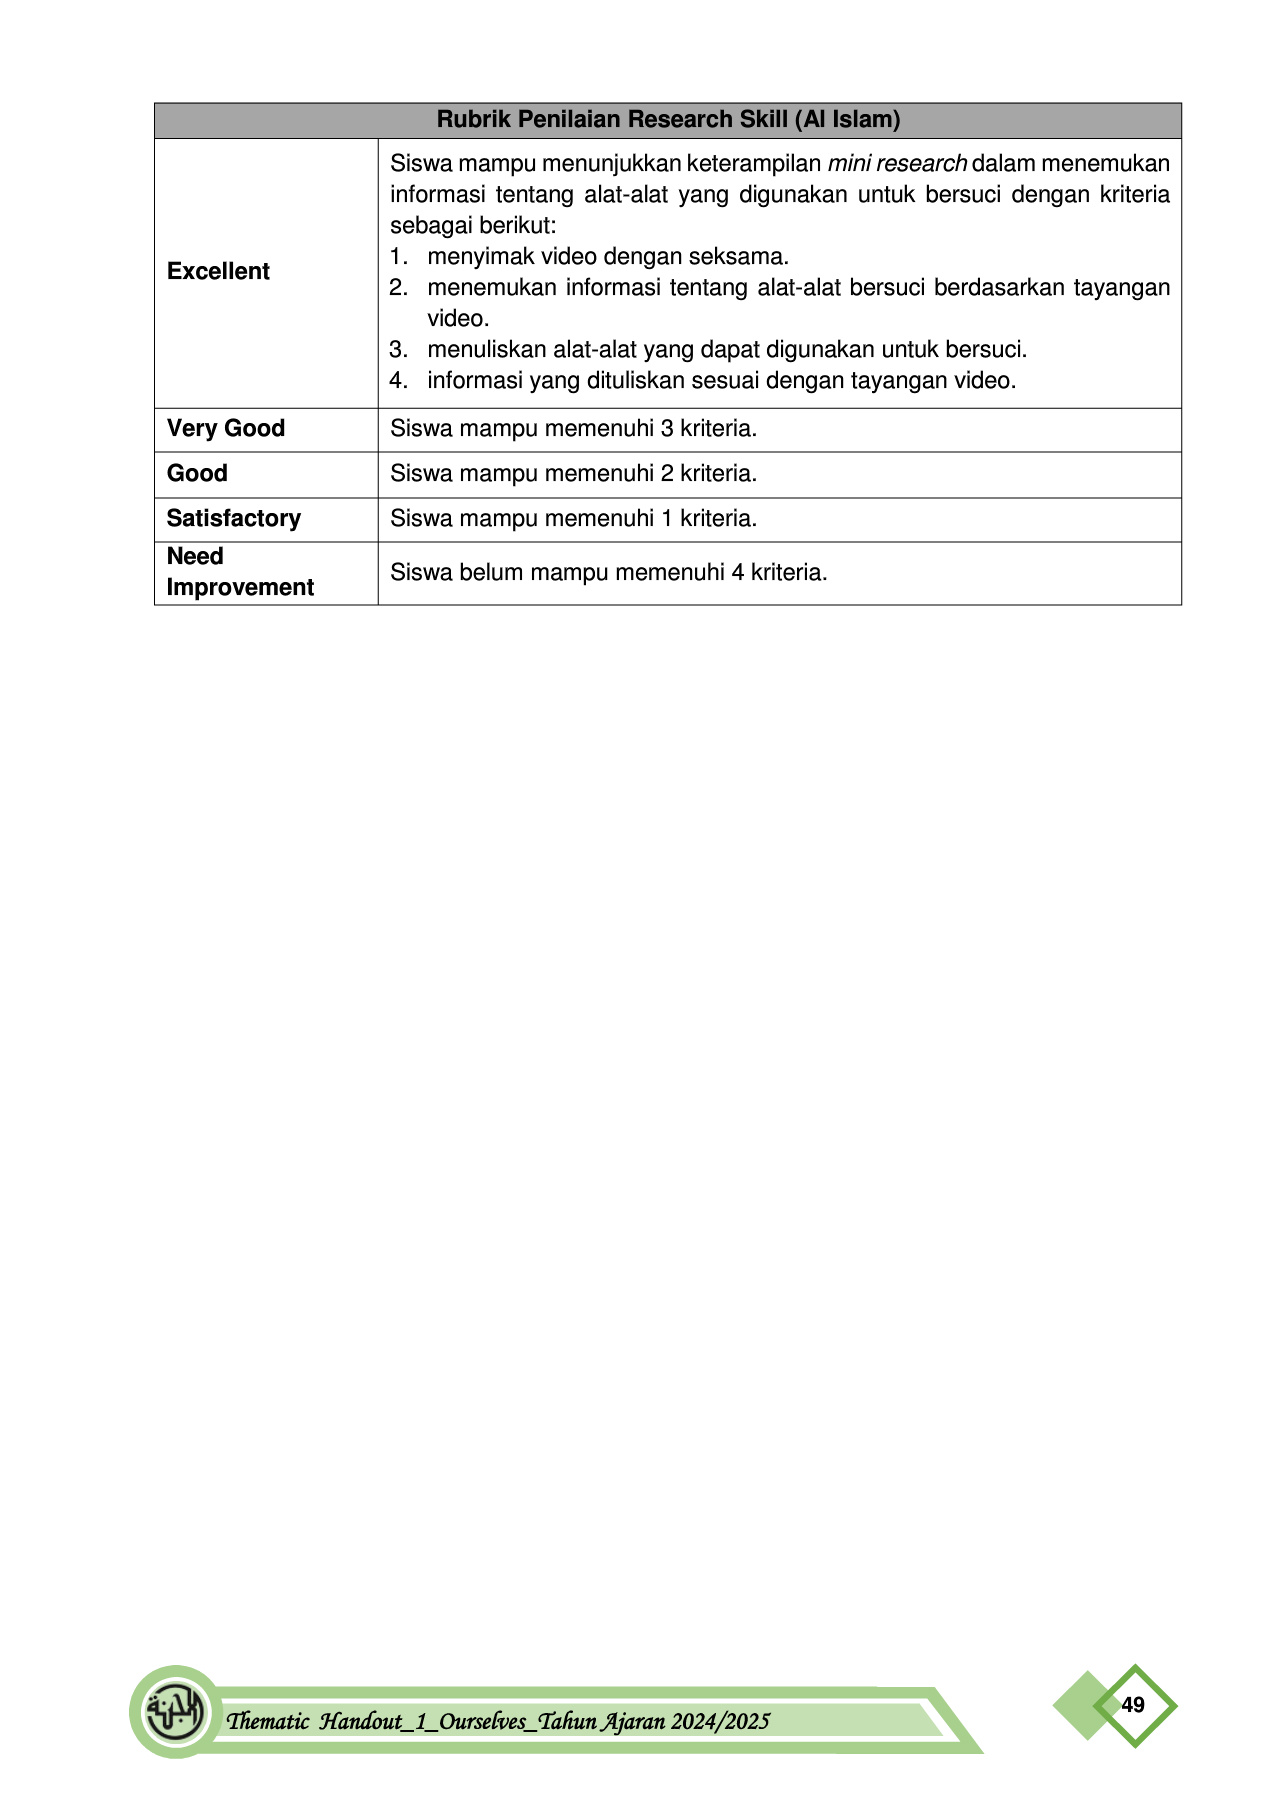 Rubrik Penilaian Research Skill (Al Islam)
Excellent
Siswa mampu menunjukkan keterampilan mini research dalam menemukan
informasi tentang alat-alat yang digunakan untuk bersuci dengan kriteria
sebagai berikut:
1. menyimak video dengan seksama.
2. menemukan informasi tentang alat-alat bersuci berdasarkan tayangan
video.
3. menuliskan alat-alat yang dapat digunakan untuk bersuci.
4. informasi yang dituliskan sesuai dengan tayangan video.
Very Good
Siswa mampu memenuhi 3 kriteria.
Good
Siswa mampu memenuhi 2 kriteria.
Satisfactory
Siswa mampu memenuhi 1 kriteria.
Need
Improvement
Siswa belum mampu memenuhi 4 kriteria.
Thematic Handout_1_Ourselves_Tahun Ajaran 2024/2025
49